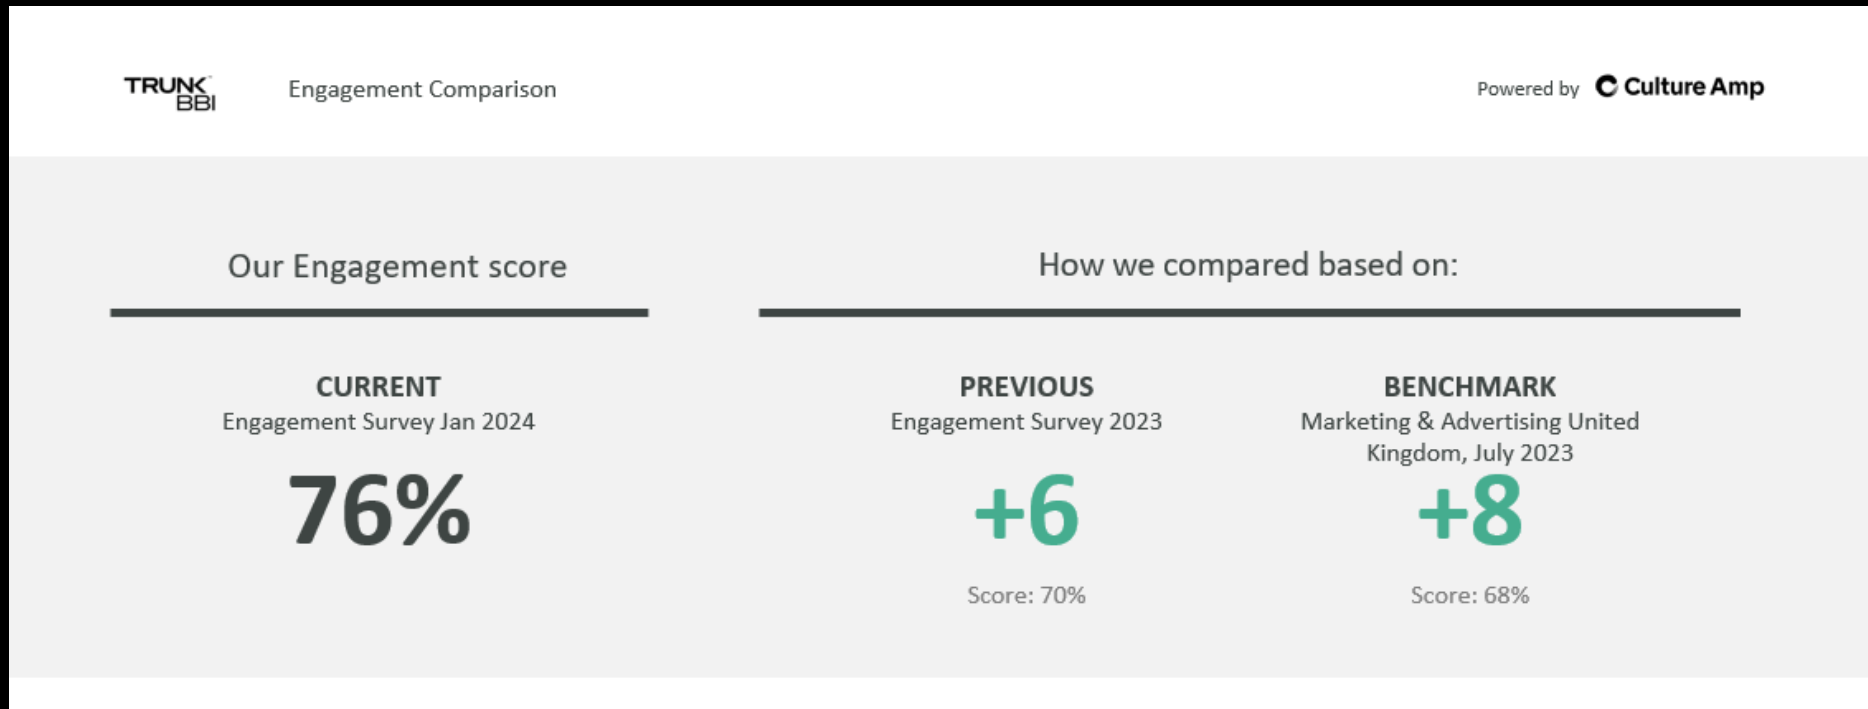 TRUNK
BBI
Engagement Comparison
Powered by Culture Amp
Our Engagement score
How we compared based on:
CURRENT
Engagement Survey Jan 2024
76%
PREVIOUS
Engagement Survey 2023
+6
Score: 70%
BENCHMARK
Marketing & Advertising United
Kingdom, July 2023
+8
Score: 68%